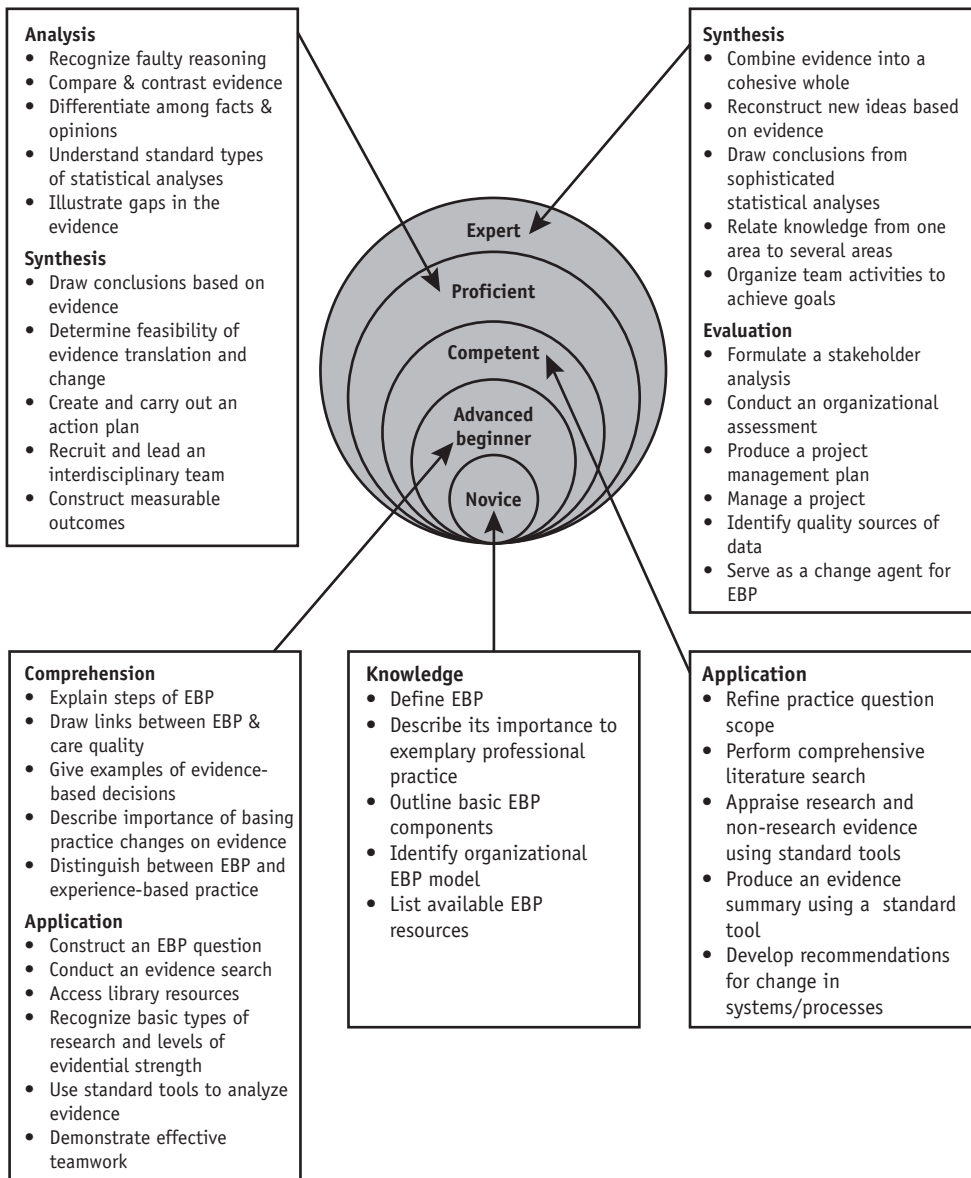 Analysis
• Recognize faulty reasoning
• Compare & contrast evidence
• Differentiate among facts &
opinions
• Understand standard types
of statistical analyses
• Illustrate gaps in the
evidence
Synthesis
• Draw conclusions based on
evidence
• Determine feasibility of
evidence translation and
change
• Create and carry out an
action plan
• Recruit and lead an
interdisciplinary team
• Construct measurable
outcomes
Expert
Proficient
Competent
Advanced
beginner
Novice
Synthesis
• Combine evidence into a
cohesive whole
• Reconstruct new ideas based
on evidence
• Draw conclusions from
sophisticated
statistical analyses
• Relate knowledge from one
area to several areas
• Organize team activities to
achieve goals
Evaluation
• Formulate a stakeholder
analysis
• Conduct an organizational
assessment
• Produce a project
management plan
• Manage a project
• Identify quality sources of
data
• Serve as a change agent for
EBP
Comprehension
• Explain steps of EBP
• Draw links between EBP &
care quality
• Give examples of evidence-
based decisions
• Describe importance of basing
practice changes on evidence
• Distinguish between EBP and
experience-based practice
Application
• Construct an EBP question
• Conduct an evidence search
• Access library resources
• Recognize basic types of
research and levels of
evidential strength
• Use standard tools to analyze
evidence
• Demonstrate effective
teamwork
Knowledge
• Define EBP
• Describe its importance to
exemplary professional
practice
• Outline basic EBP
components
• Identify organizational
EBP model
• List available EBP
resources
Application
• Refine practice question
scope
• Perform comprehensive
literature search
• Appraise research and
non-research evidence
using standard tools
• Produce an evidence
summary using a standard
tool
• Develop recommendations
for change in
systems/processes